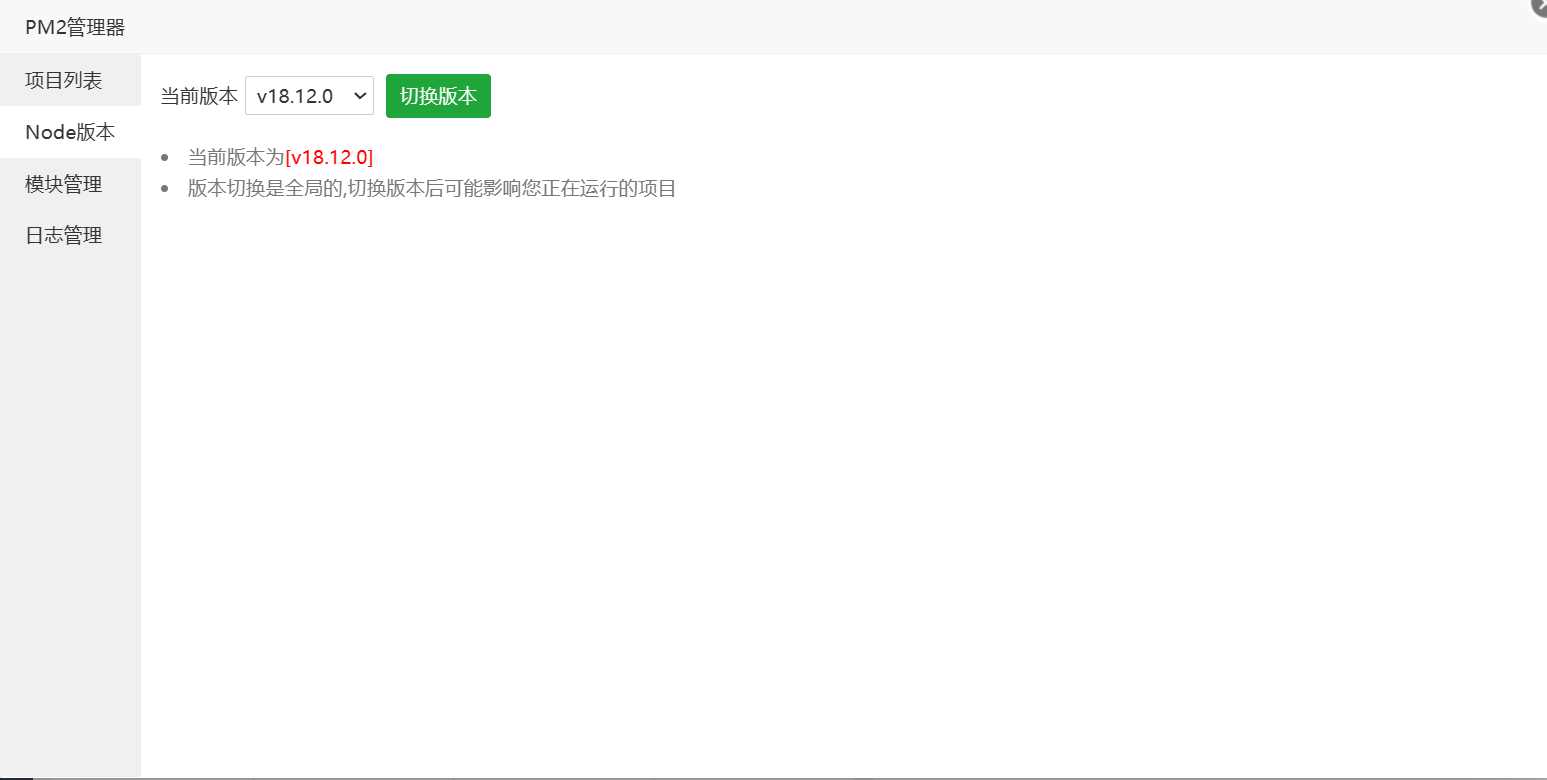 PM2管理器
项目列表
Node版本
模块管理
日志管理
当前版本 v18.12.0 切换版本
当前版本为[v18.12.0]
版本切换是全局的,切换版本后可能影响您正在运行的项目